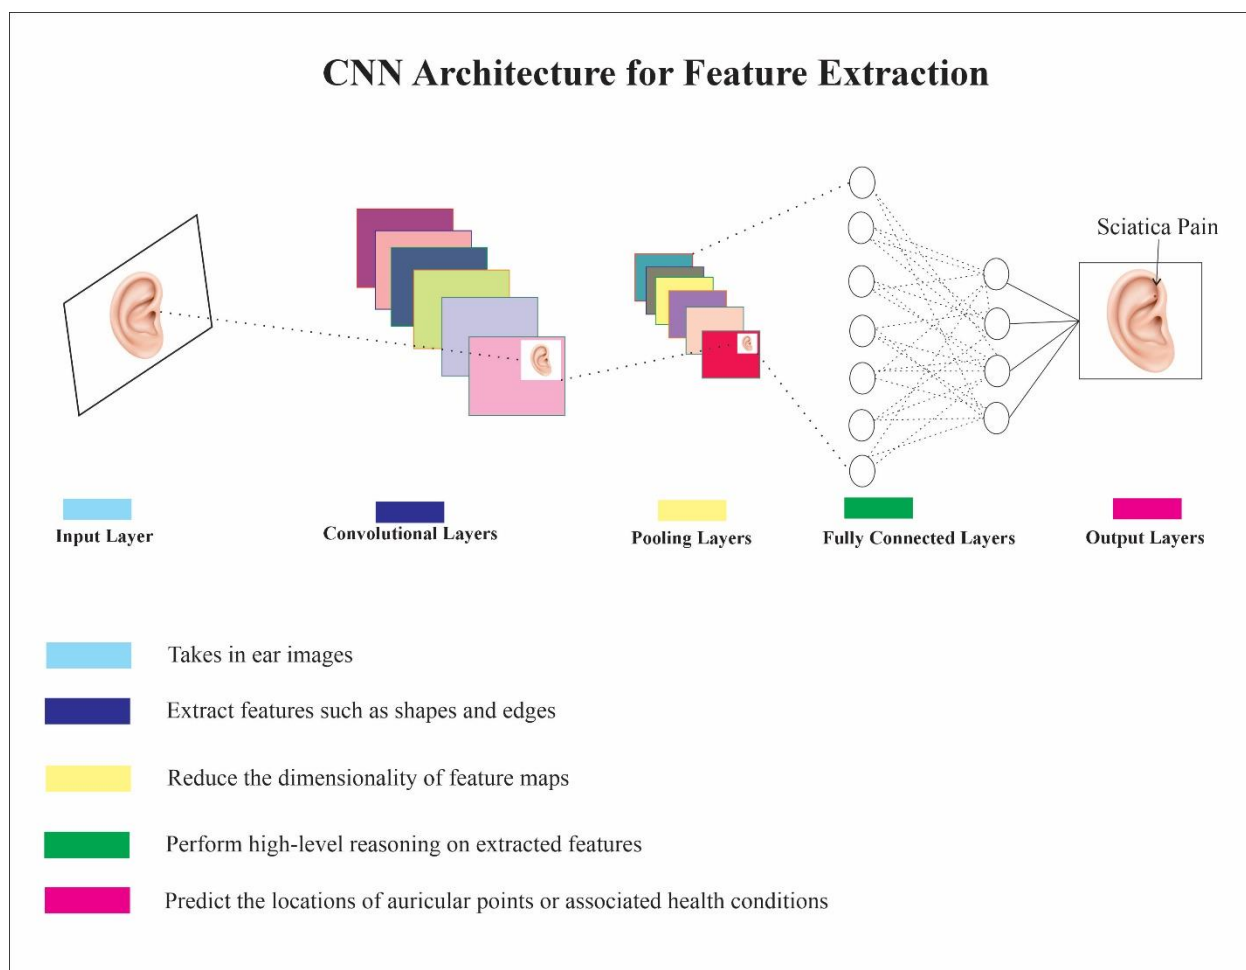 CNN Architecture for Feature Extraction
Sciatica Pain
Input Layer
Convolutional Layers
Pooling Layers
Fully Connected Layers
Output Layers
Takes in ear images
Extract features such as shapes and edges
Reduce the dimensionality of feature maps
Perform high-level reasoning on extracted features
Predict the locations of auricular points or associated health conditions